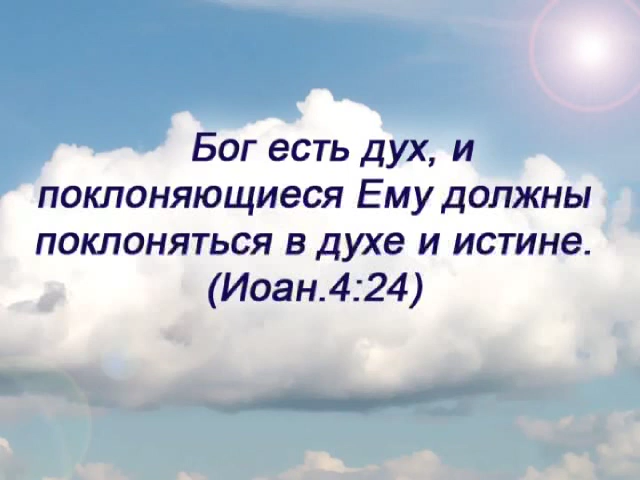 Бог есть дух, и
поклоняющиеся Ему должны
поклоняться в духе и истине.
(Иоан.4:24)